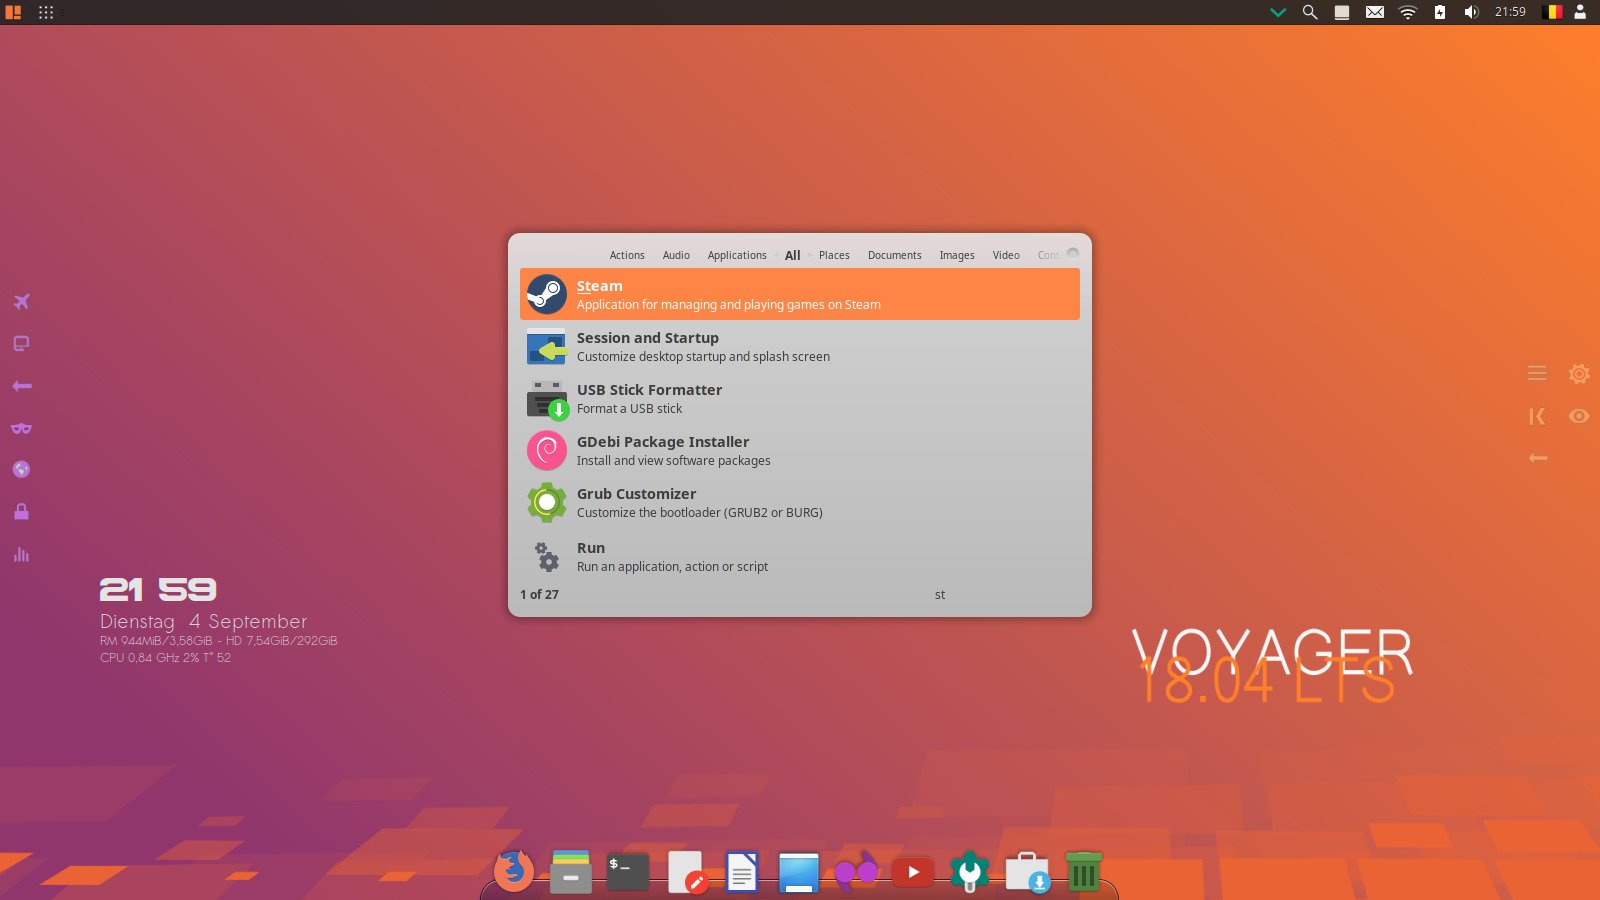 21:59
Actions Audio Applications All Places Documents Images Video
Steam
Application for managing and playing games on Steam
Session and Startup
Customize desktop startup and splash screen
USB Stick Formatter
Format a USB stick
GDebi Package Installer
Install and view software packages
Grub Customizer
Customize the bootloader (GRUB2 or BURG)
Run
Run an application, action or script
1 of 27 st
21 59
Dienstag 4 September
RM 944MiB/3,58GiB - HD 7,54GiB/292GiB
CPU 0,84 GHz 2% T° 52
VOYAGER
18.04 LTS
$_